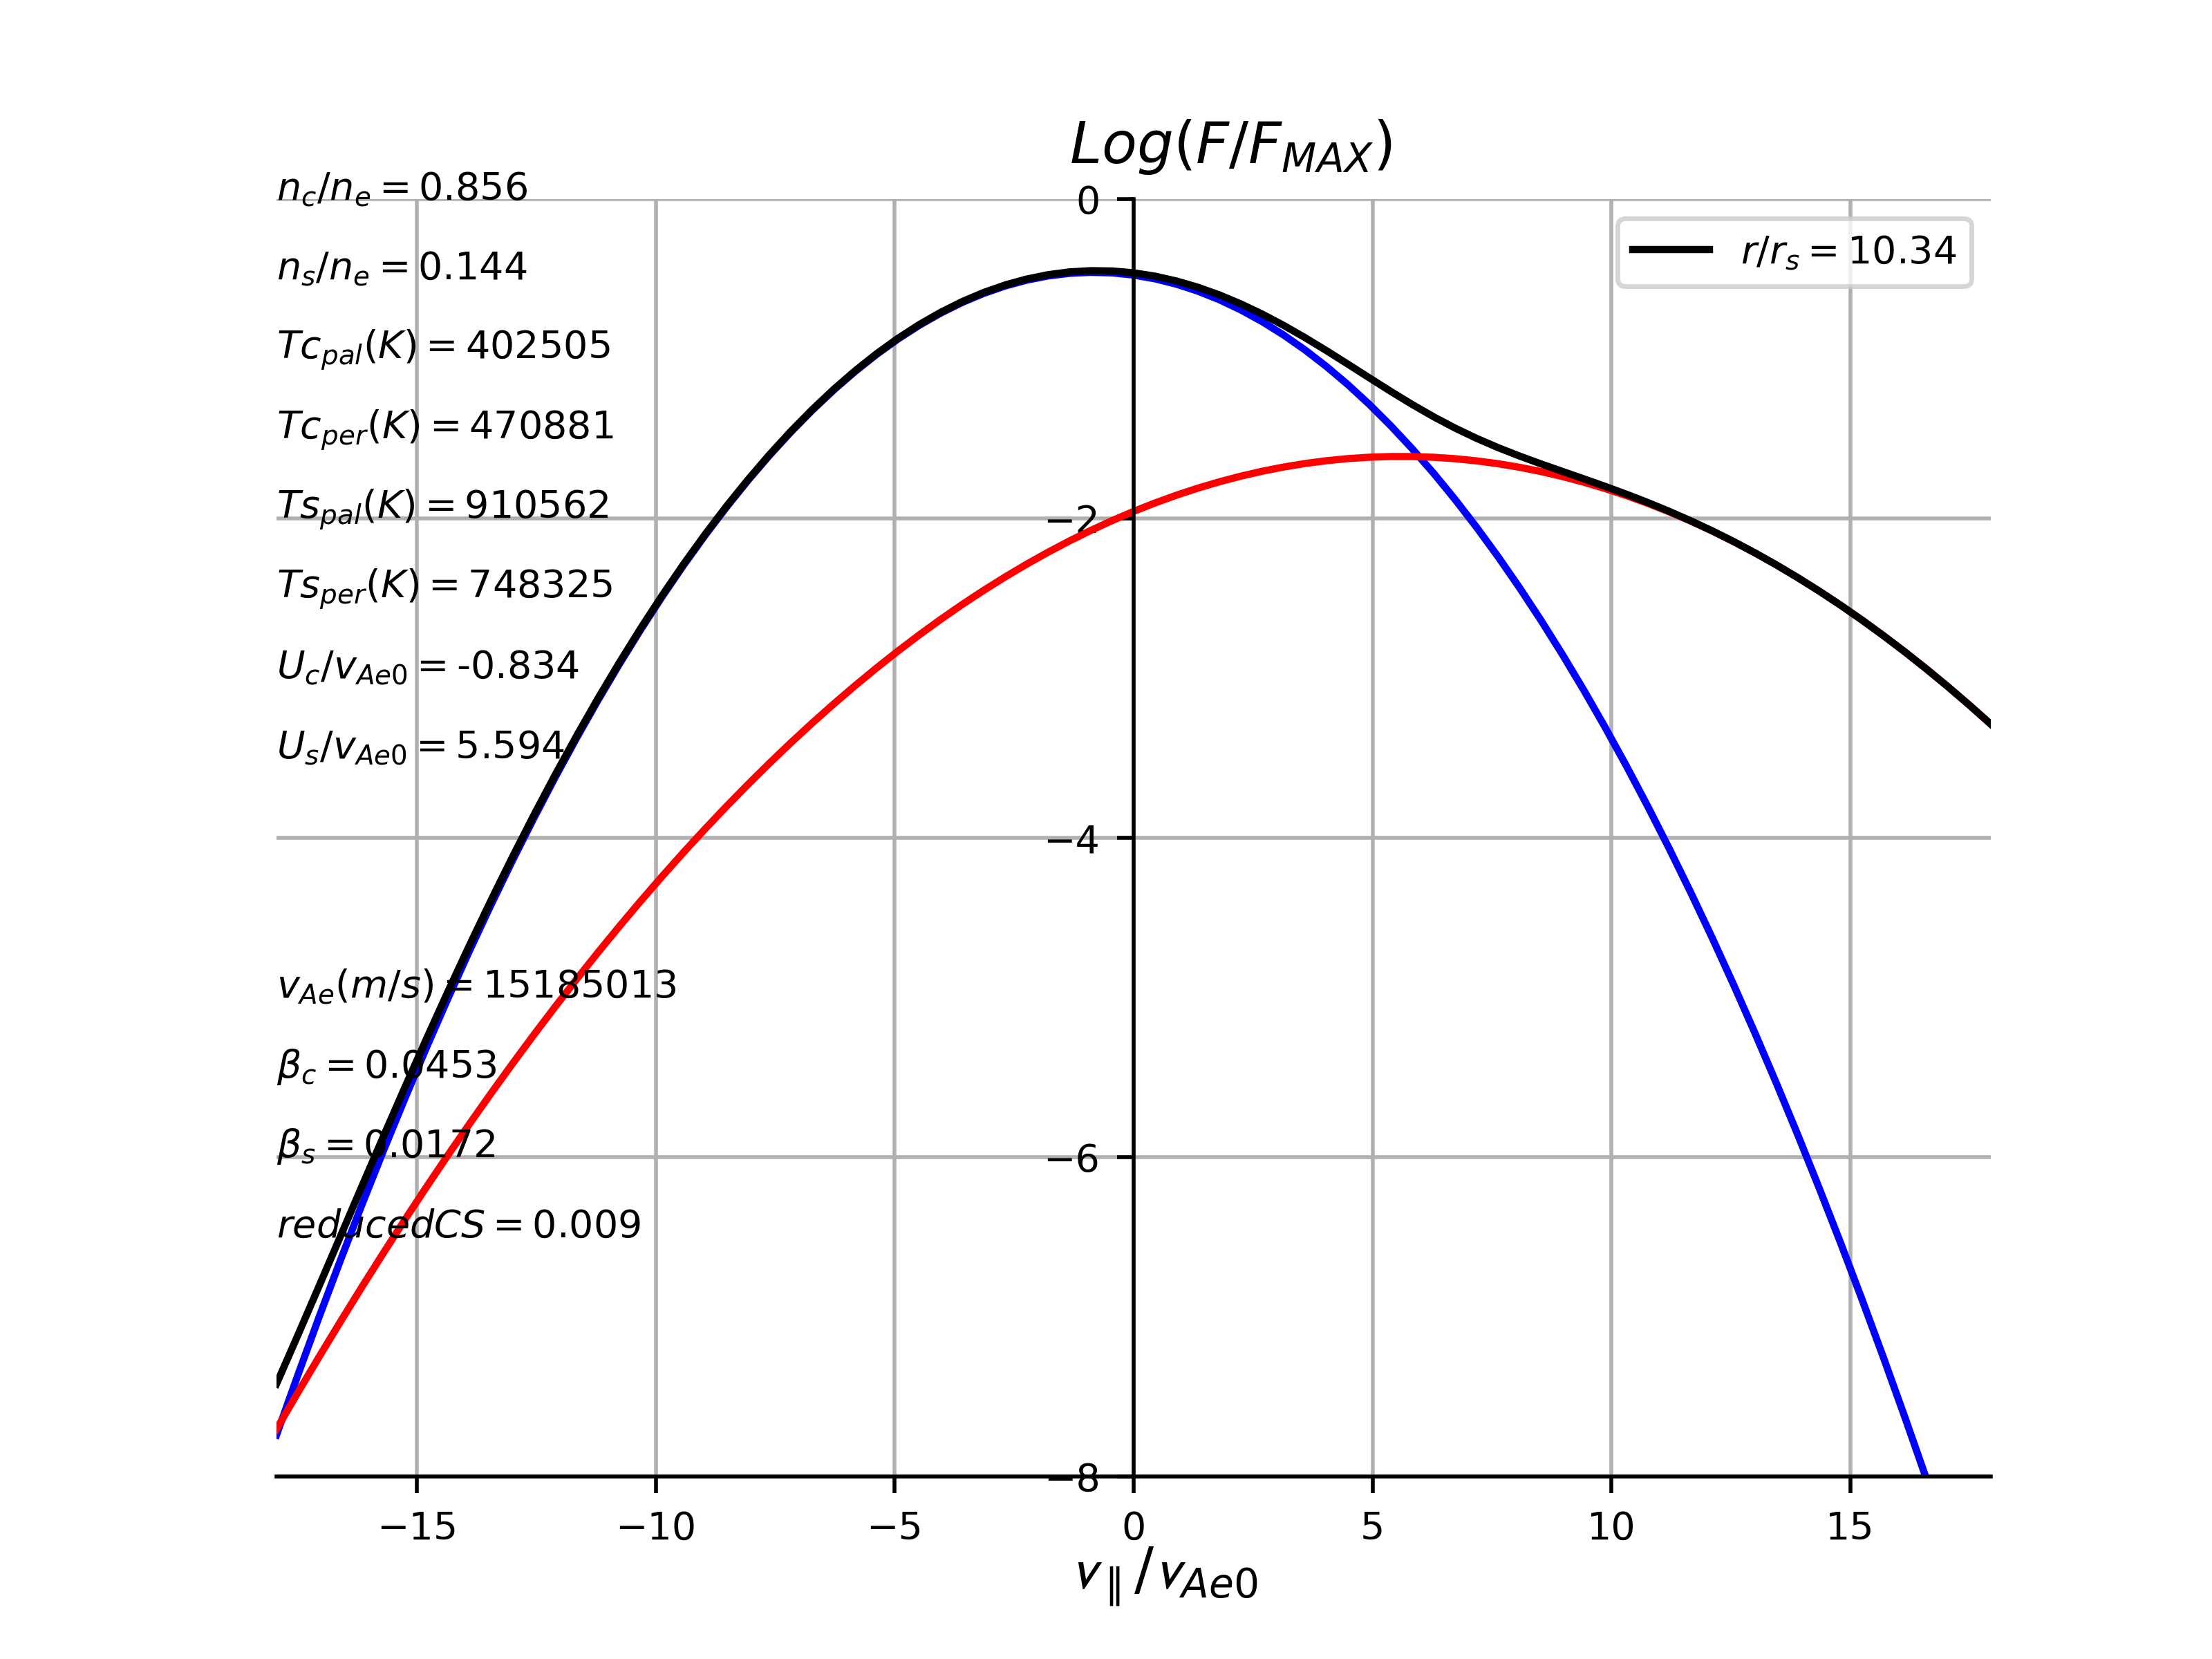 Log(F/F_MAX)
n_c/n_e = 0.856
n_s/n_e = 0.144
Tc_pal(K) = 402505
Tc_per(K) = 470881
Ts_pal(K) = 910562
Ts_per(K) = 748325
U_c/v_Ae0 = -0.834
U_s/v_Ae0 = 5.594
v_Ae(m/s) = 15185013
β_c = 0.0453
β_s = 0.0172
reducedCS = 0.009
r/r_s = 10.34
0
−2
−4
−6
−8
−15 −10 −5 0 5 10 15
v_∥/v_Ae0